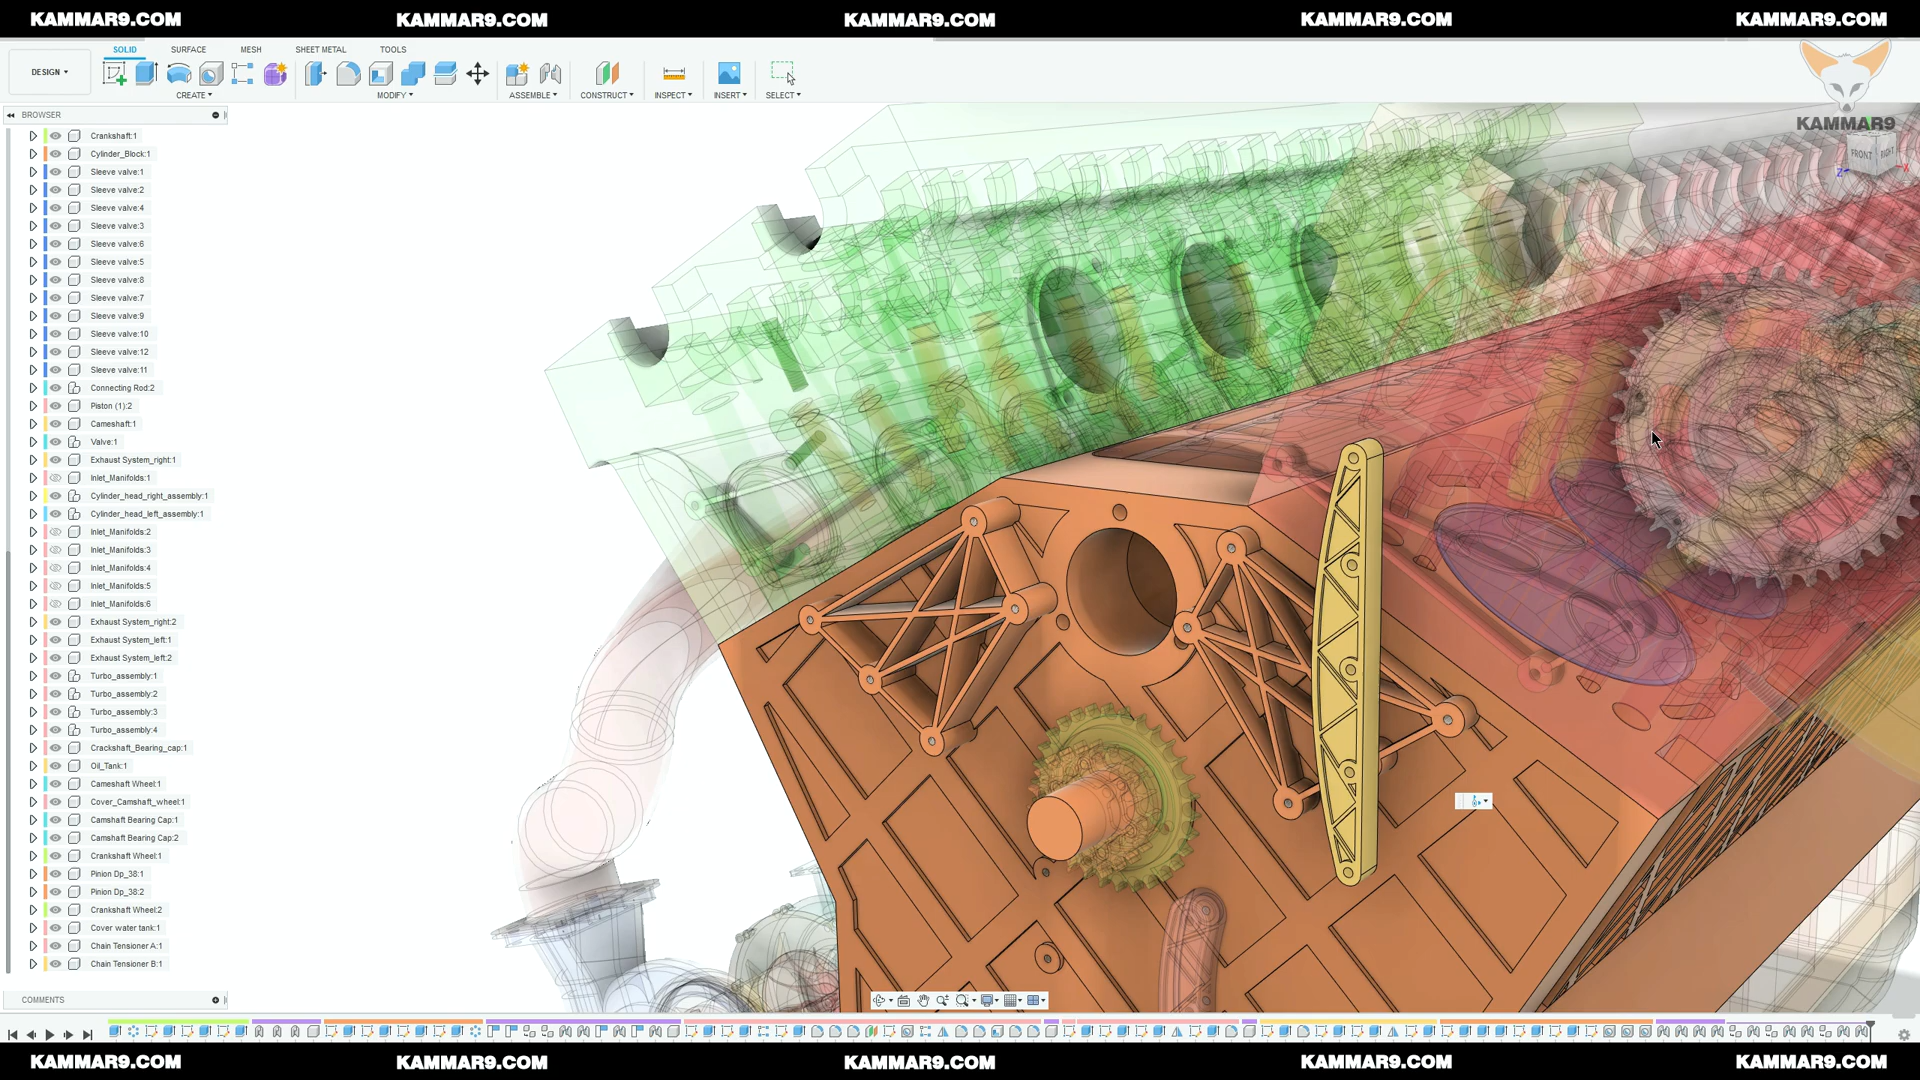 KAMMAR9.COM KAMMAR9.COM KAMMAR9.COM KAMMAR9.COM KAMMAR9.COM
SOLID SURFACE MESH SHEET METAL TOOLS
DESIGN
CREATE MODIFY ASSEMBLE CONSTRUCT INSPECT INSERT SELECT
BROWSER
KAMMAR9
FRONT RIGHT
Z X
Crankshaft:1
Cylinder_Block:1
Sleeve valve:1
Sleeve valve:2
Sleeve valve:4
Sleeve valve:3
Sleeve valve:6
Sleeve valve:5
Sleeve valve:8
Sleeve valve:7
Sleeve valve:9
Sleeve valve:10
Sleeve valve:12
Sleeve valve:11
Connecting Rod:2
Piston (1):2
Cameshaft:1
Valve:1
Exhaust System_right:1
Inlet_Manifolds:1
Cylinder_head_right_assembly:1
Cylinder_head_left_assembly:1
Inlet_Manifolds:2
Inlet_Manifolds:3
Inlet_Manifolds:4
Inlet_Manifolds:5
Inlet_Manifolds:6
Exhaust System_right:2
Exhaust System_left:1
Exhaust System_left:2
Turbo_assembly:1
Turbo_assembly:2
Turbo_assembly:3
Turbo_assembly:4
Crackshaft_Bearing_cap:1
Oil_Tank:1
Cameshaft Wheel:1
Cover_Camshaft_wheel:1
Camshaft Bearing Cap:1
Camshaft Bearing Cap:2
Crankshaft Wheel:1
Pinion Dp_38:1
Pinion Dp_38:2
Crankshaft Wheel:2
Cover water tank:1
Chain Tensioner A:1
Chain Tensioner B:1
COMMENTS
KAMMAR9.COM KAMMAR9.COM KAMMAR9.COM KAMMAR9.COM KAMMAR9.COM